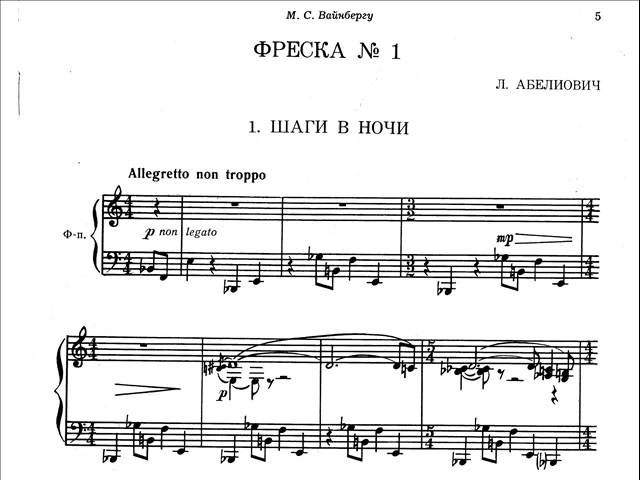 М. С. Вайнбергу
5
ФРЕСКА № 1
Л. АБЕЛИОВИЧ
1. ШАГИ В НОЧИ
Allegretto non troppo
Ф-п.
p non legato
mp
p